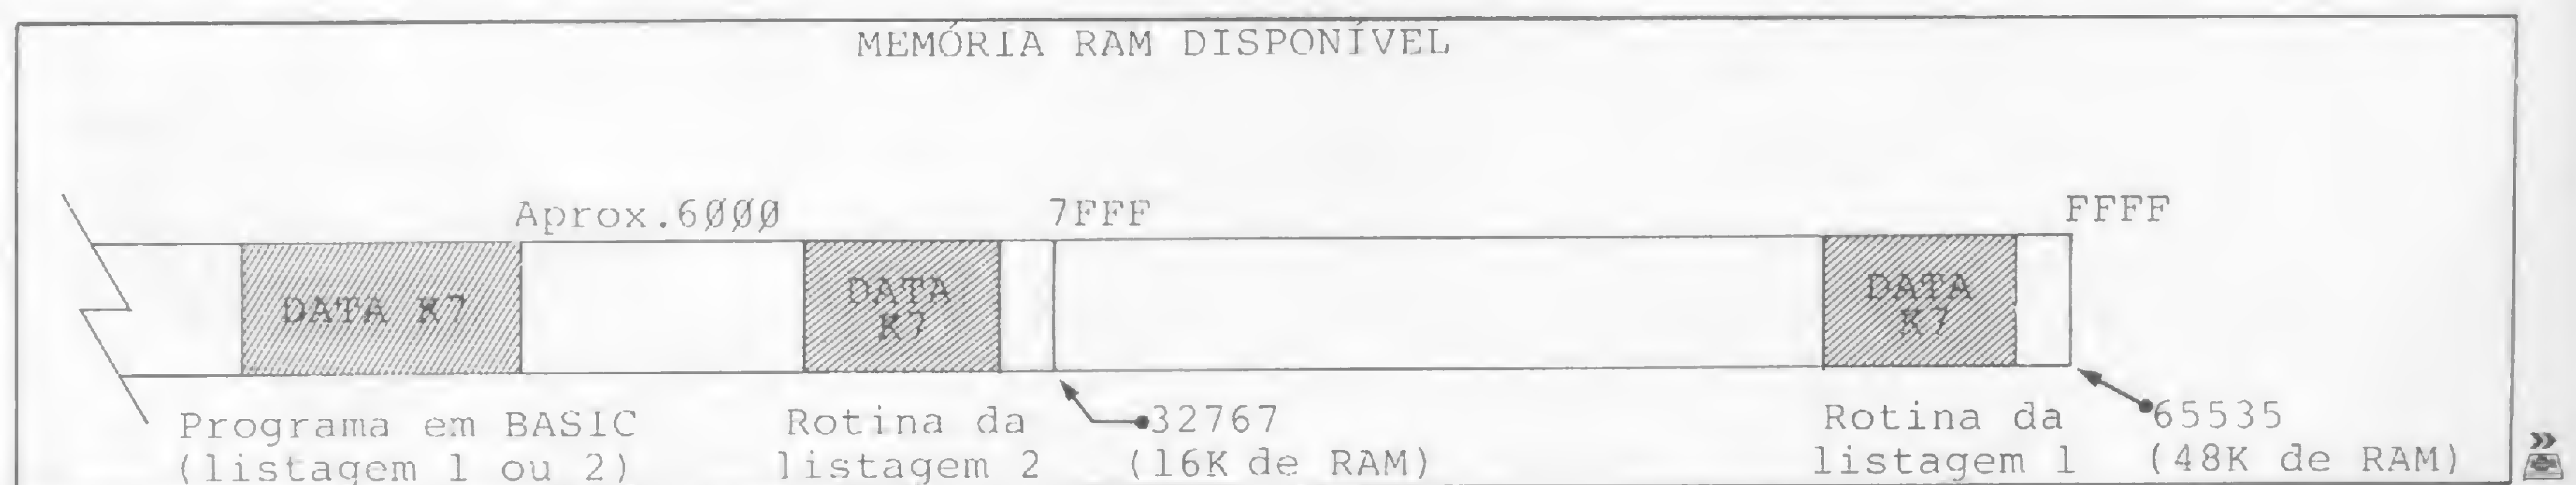 MEMÓRIA RAM DISPONÍVEL
Aprox.6000
7FFF
FFFF
DATA K7
DATA
K7
DATA
K7
Programa em BASIC
(listagem 1 ou 2)
Rotina da
listagem 2
32767
(16K de RAM)
Rotina da
listagem 1
65535
(48K de RAM)